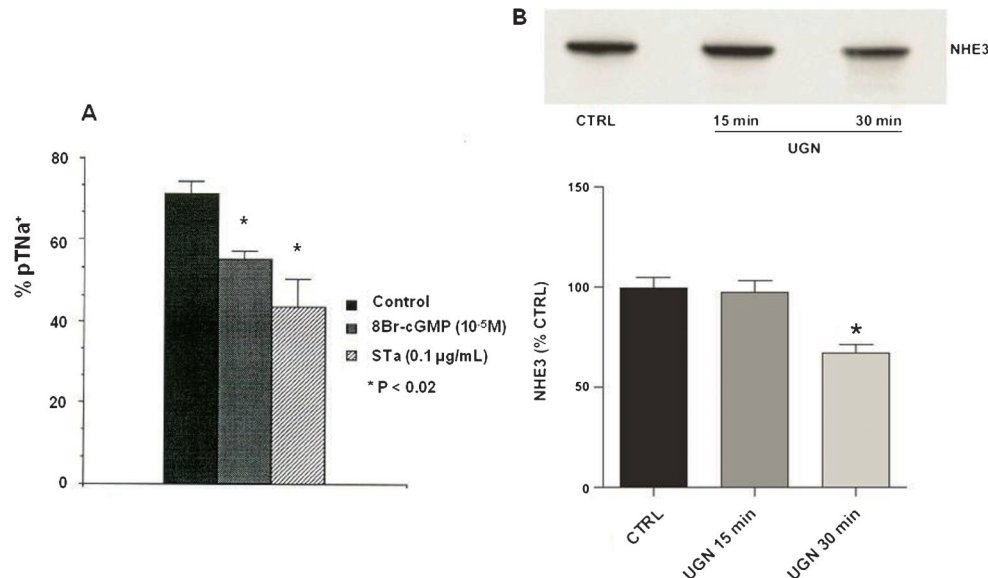 A
80
60
40
20
0
% pTNa⁺
*
*
Control
8Br-cGMP (10⁻⁵M)
STa (0.1 µg/mL)
* P < 0.02
B
NHE3
CTRL 15 min 30 min
UGN
150
100
50
0
NHE3 (% CTRL)
*
CTRL
UGN 15 min
UGN 30 min